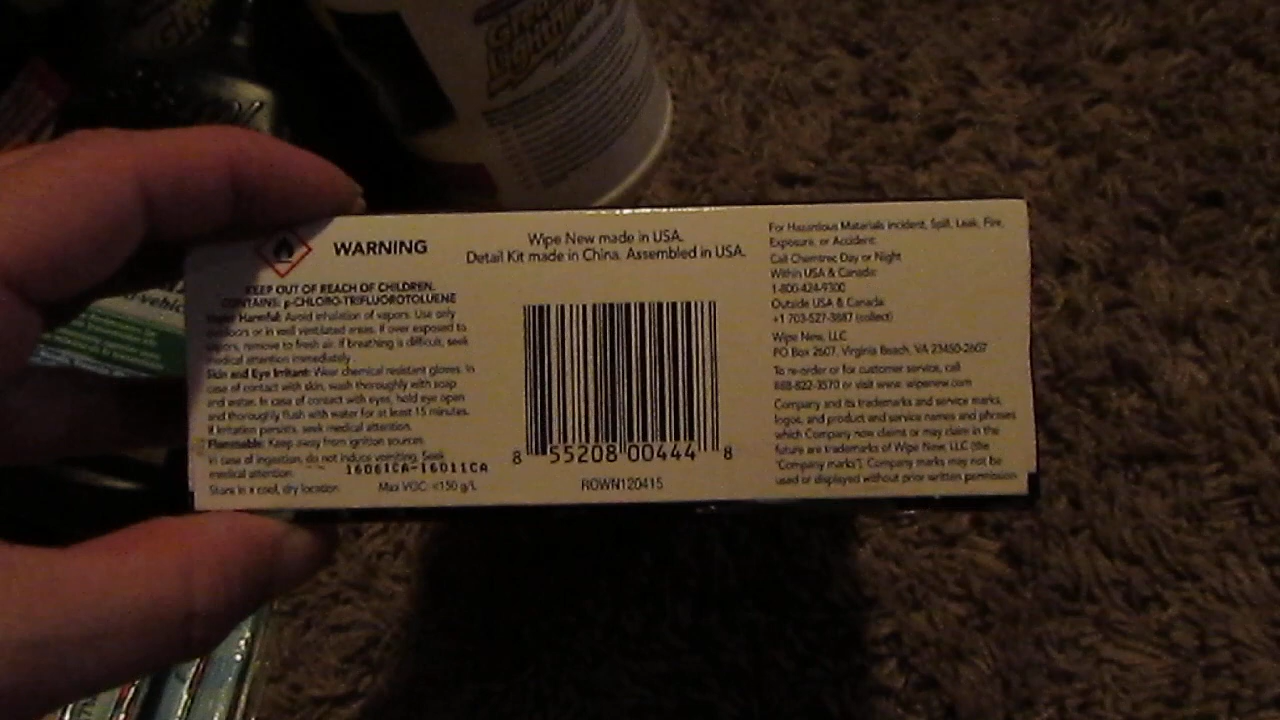 WARNING
KEEP OUT OF REACH OF CHILDREN.
CONTAINS: p-CHLORO-TRIFLUOROTOLUENE
Vapor Harmful: Avoid inhalation of vapors. Use only
outdoors or in well ventilated areas. If over exposed to
vapors, remove to fresh air. If breathing is difficult, seek
medical attention immediately.
Skin and Eye Irritant: Wear chemical resistant gloves. In
case of contact with skin, wash thoroughly with soap
and water. In case of contact with eyes, hold eye open
and thoroughly flush with water for at least 15 minutes.
If irritation persists, seek medical attention.
Flammable: Keep away from ignition sources
In case of ingestion, do not induce vomiting. Seek
medical attention
16061CA-16011CA
Store in a cool, dry location.
Max VOC: <150 g/L
Wipe New made in USA.
Detail Kit made in China. Assembled in USA.
8 55208 00444 8
ROWN120415
For Hazardous Materials Incident, Spill, Leak, Fire,
Exposure, or Accident:
Call Chemtrec Day or Night
Within USA & Canada:
1-800-424-9300
Outside USA & Canada:
+1 703-527-3887 (collect)
Wipe New, LLC
PO Box 2607, Virginia Beach, VA 23450-2607
To re-order or for customer service, call
888-822-3570 or visit www.wipenew.com
Company and its trademarks and service marks,
logos, and product and service names and phrases
which Company now claims or may claim in the
future are trademarks of Wipe New, LLC (the
"Company marks"). Company marks may not be
used or displayed without prior written permission
Lightning